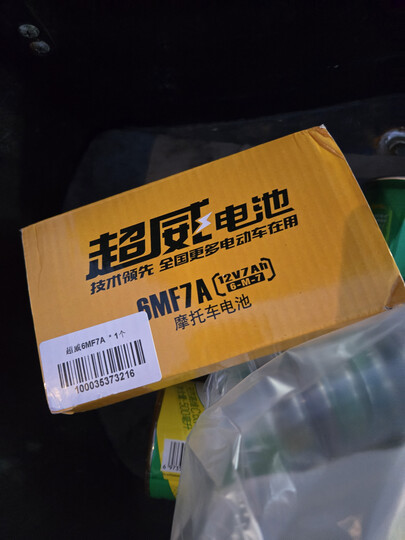 超威电池
技术领先 全国更多电动车在用
6MF7A
12V7Ah
6-M-7
摩托车电池
超威6MF7A * 1个
100035373216